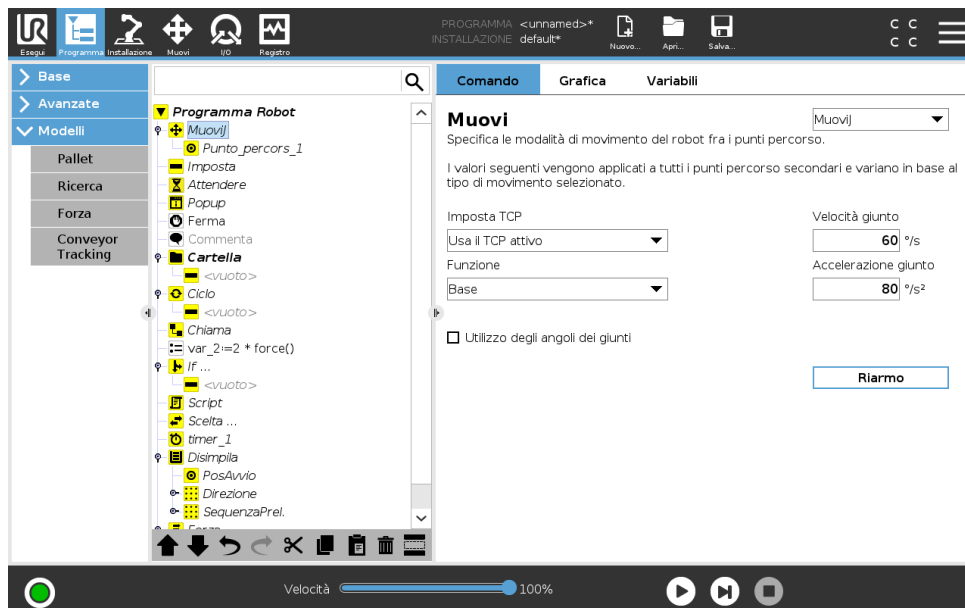 PROGRAMMA <unnamed>*
INSTALLAZIONE default*
UR
Esegui
Programma
Installazione
Muovi
I/O
Registro
Nuovo...
Apri...
Salva...
C C
C C
Base
Avanzate
Modelli
Pallet
Ricerca
Forza
Conveyor
Tracking
Programma Robot
MuoviJ
Punto_percors_1
Imposta
Attendere
Popup
Ferma
Commenta
Cartella
<vuoto>
Ciclo
<vuoto>
Chiama
var_2:=2 * force()
If ...
<vuoto>
Script
Scelta ...
timer_1
Disimpila
PosAvvio
Direzione
SequenzaPrel.
Forza
Comando
Grafica
Variabili
Muovi
MuoviJ
Specifica le modalità di movimento del robot fra i punti percorso.
I valori seguenti vengono applicati a tutti i punti percorso secondari e variano in base al
tipo di movimento selezionato.
Imposta TCP
Velocità giunto
Usa il TCP attivo
60 °/s
Funzione
Accelerazione giunto
Base
80 °/s²
Utilizzo degli angoli dei giunti
Riarmo
Velocità
100%